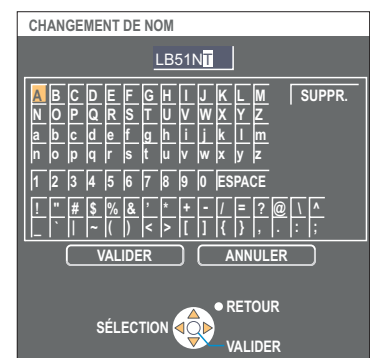 CHANGEMENT DE NOM
LB51NT
A B C D E F G H I J K L M SUPPR.
N O P Q R S T U V W X Y Z
a b c d e f g h i j k l m
n o p q r s t u v w x y z
1 2 3 4 5 6 7 8 9 0 ESPACE
! " # $ % & ' * + - / = ? @ \ ^
_ ` | ~ ( ) < > [ ] { } , . : ;
VALIDER ANNULER
RETOUR
SÉLECTION
VALIDER